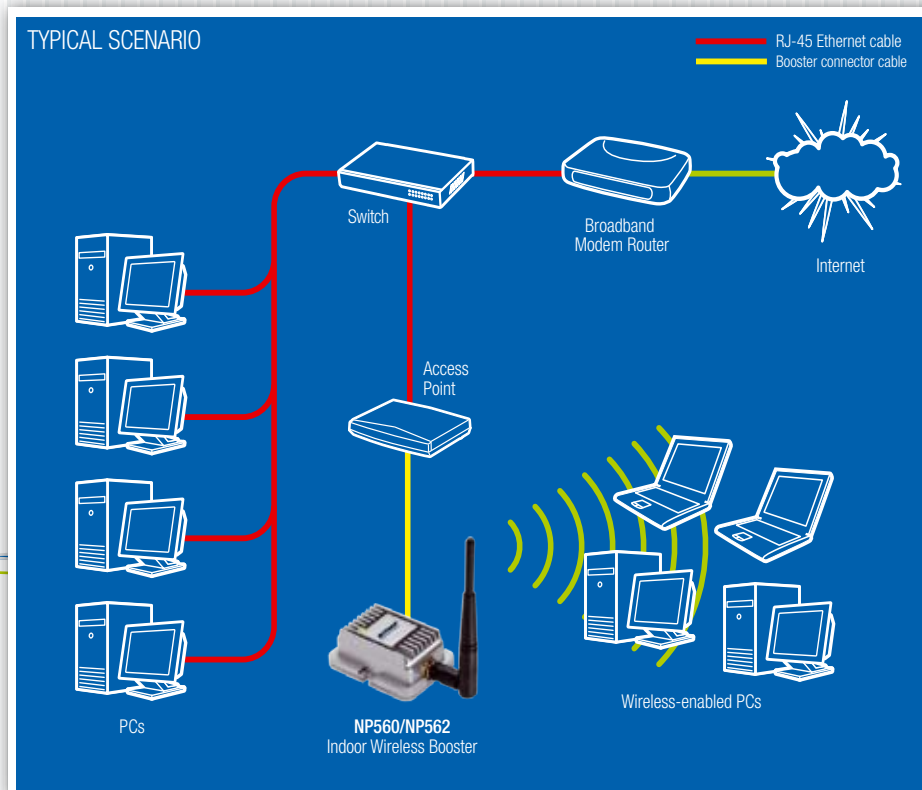 TYPICAL SCENARIO
RJ-45 Ethernet cable
Booster connector cable
Switch
Broadband
Modem Router
Internet
Access
Point
PCs
NP560/NP562
Indoor Wireless Booster
Wireless-enabled PCs